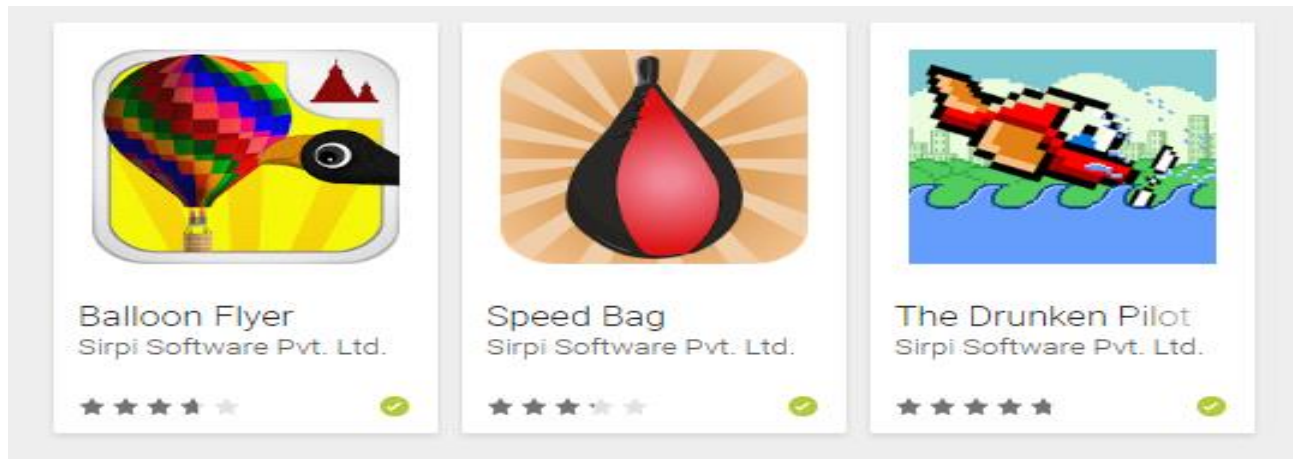 Balloon Flyer
Sirpi Software Pvt. Ltd.
Speed Bag
Sirpi Software Pvt. Ltd.
The Drunken Pilot
Sirpi Software Pvt. Ltd.